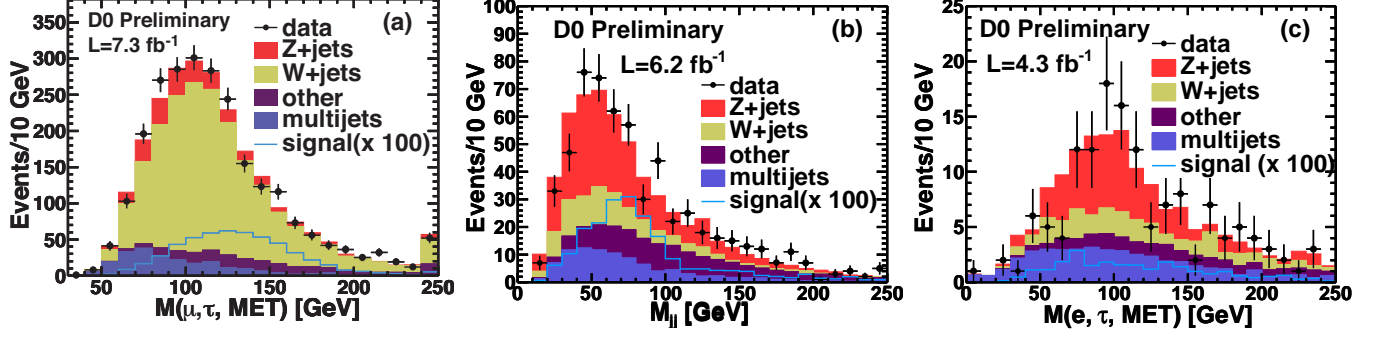 (a)
D0 Preliminary
L=7.3 fb-1
data
Z+jets
W+jets
other
multijets
signal(x 100)
Events/10 GeV
350
300
250
200
150
100
50
0
50 100 150 200 250
M(μ,τ, MET) [GeV]
(b)
D0 Preliminary
L=6.2 fb-1
data
Z+jets
W+jets
other
multijets
signal(x 100)
Events/10 GeV
100
90
80
70
60
50
40
30
20
10
0
0 50 100 150 200 250
Mjj [GeV]
(c)
D0 Preliminary
L=4.3 fb-1
data
Z+jets
W+jets
other
multijets
signal (x 100)
Events/10 GeV
25
20
15
10
5
0
0 50 100 150 200 250
M(e, τ, MET) [GeV]